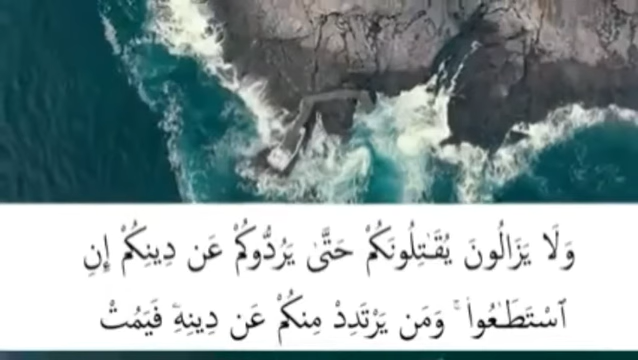 وَلَا يَزَالُونَ يُقَـٰتِلُونَكُمْ حَتَّىٰ يَرُدُّوكُمْ عَن دِينِكُمْ إِنِ
ٱسْتَطَـٰعُوا۟ ۚ وَمَن يَرْتَدِدْ مِنكُمْ عَن دِينِهِۦ فَيَمُتْ